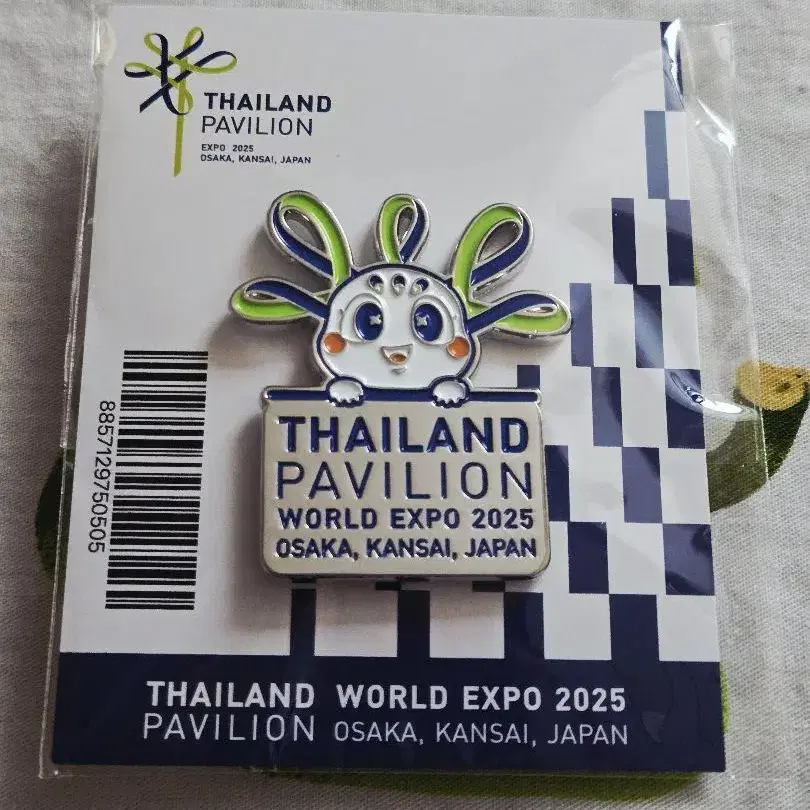 THAILAND
PAVILION
EXPO 2025
OSAKA, KANSAI, JAPAN
8857129750505
THAILAND
PAVILION
WORLD EXPO 2025
OSAKA, KANSAI, JAPAN
THAILAND WORLD EXPO 2025
PAVILION OSAKA, KANSAI, JAPAN